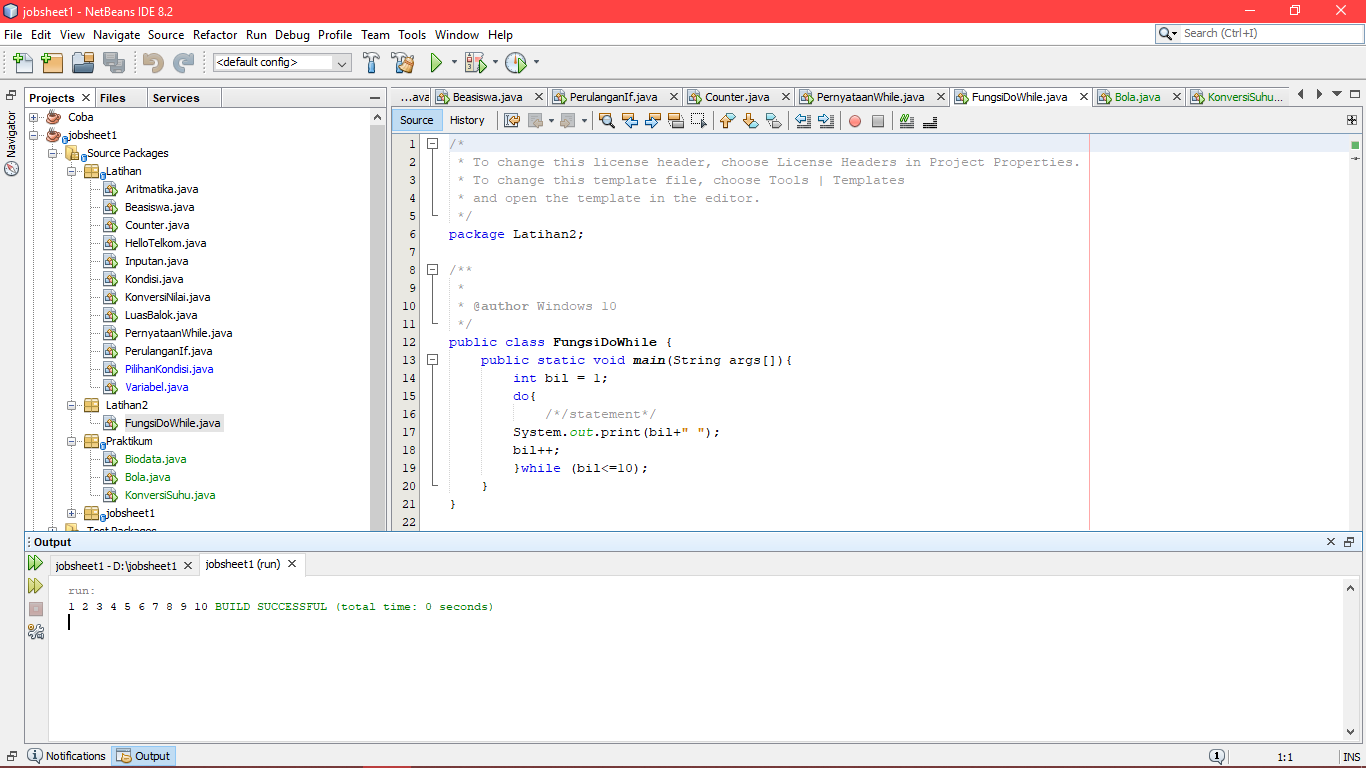 jobsheet1 - NetBeans IDE 8.2
File Edit View Navigate Source Refactor Run Debug Profile Team Tools Window Help
Search (Ctrl+I)
<default config>
Navigator
Projects Files Services
Coba
jobsheet1
Source Packages
Latihan
Aritmatika.java
Beasiswa.java
Counter.java
HelloTelkom.java
Inputan.java
Kondisi.java
KonversiNilai.java
LuasBalok.java
PernyataanWhile.java
PerulanganIf.java
PilihanKondisi.java
Variabel.java
Latihan2
FungsiDoWhile.java
Praktikum
Biodata.java
Bola.java
KonversiSuhu.java
jobsheet1
Test Packages
...ava Beasiswa.java PerulanganIf.java Counter.java PernyataanWhile.java FungsiDoWhile.java Bola.java KonversiSuhu...
Source History
1 /*
2 * To change this license header, choose License Headers in Project Properties.
3 * To change this template file, choose Tools | Templates
4 * and open the template in the editor.
5 */
6 package Latihan2;
7
8 /**
9 *
10 * @author Windows 10
11 */
12 public class FungsiDoWhile {
13 public static void main(String args[]){
14 int bil = 1;
15 do{
16 /*/statement*/
17 System.out.print(bil+" ");
18 bil++;
19 }while (bil<=10);
20 }
21 }
22
Output
jobsheet1 - D:\jobsheet1 jobsheet1 (run)
run:
1 2 3 4 5 6 7 8 9 10 BUILD SUCCESSFUL (total time: 0 seconds)
Notifications Output
1 1:1 INS